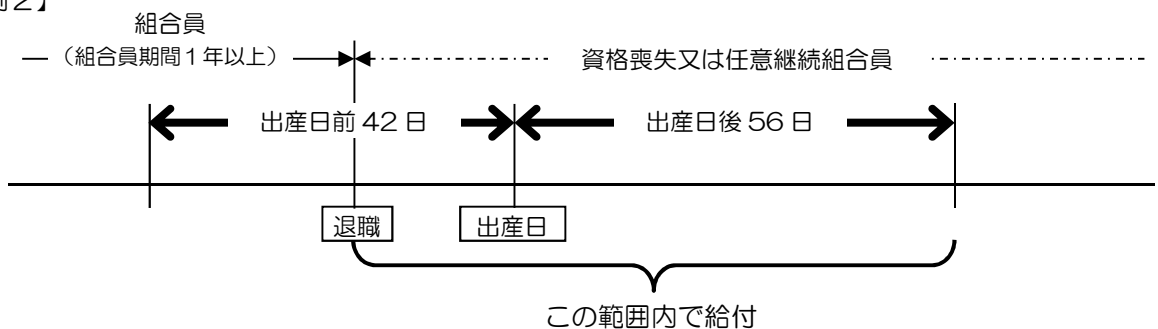 例2】
組合員
（組合員期間1年以上）
資格喪失又は任意継続組合員
出産日前 42 日
出産日後 56 日
退職
出産日
この範囲内で給付